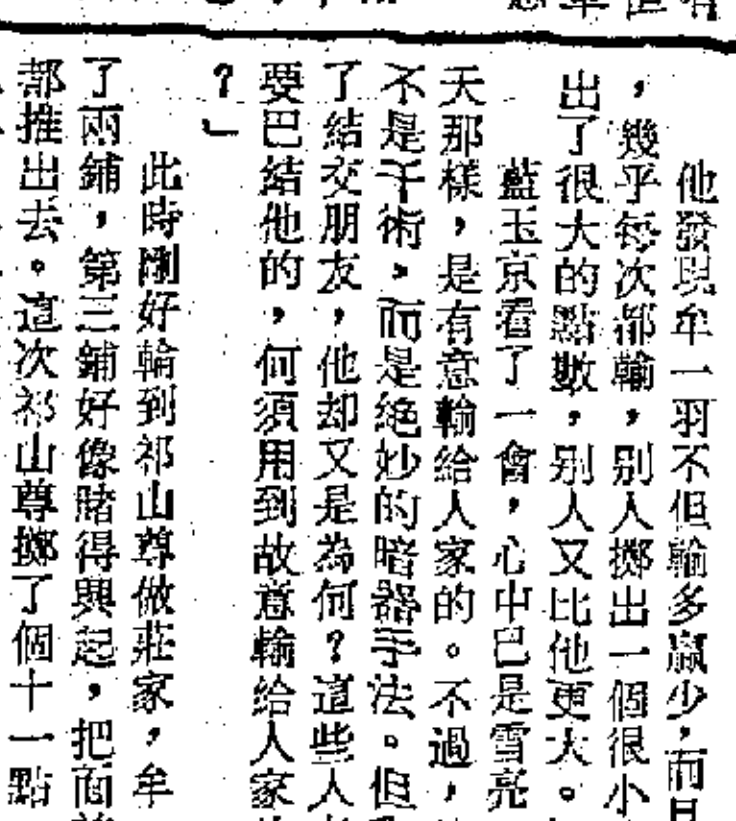 他發現牟一羽不但輸多贏少,而且
,幾乎每次都輸,別人擲出一個很小
出了很大的點數,別人又比他更大。
藍玉京看了一會,心中巳是雪亮
天那樣,是有意輸給人家的。不過,
不是千術,而是絶妙的暗器手法。但
了結交朋友,他却又是為何?這些人
要巴結他的,何須用到故意輸給人家
?」
此時剛好輪到祁山尊做莊家,牟
了兩鋪,第三鋪好像賭得興起,把面前
都推出去。這次祁山尊擲了個十一點